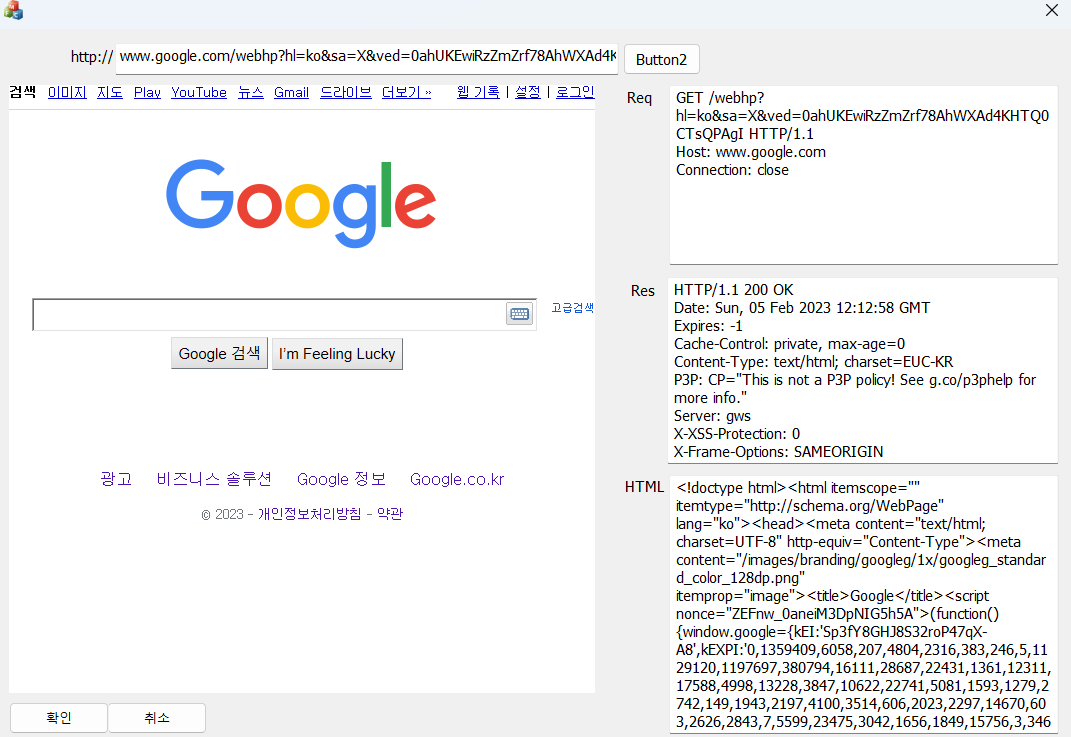 http:// www.google.com/webhp?hl=ko&sa=X&ved=0ahUKEwiRzZmZrf78AhWXAd4K Button2
검색 이미지 지도 Play YouTube 뉴스 Gmail 드라이브 더보기 » 웹 기록 | 설정 | 로그인
Google
고급검색
Google 검색 I'm Feeling Lucky
광고 비즈니스 솔루션 Google 정보 Google.co.kr
© 2023 - 개인정보처리방침 - 약관
확인 취소
Req
GET /webhp?
hl=ko&sa=X&ved=0ahUKEwiRzZmZrf78AhWXAd4KHTQ0
CTsQPAgI HTTP/1.1
Host: www.google.com
Connection: close
Res
HTTP/1.1 200 OK
Date: Sun, 05 Feb 2023 12:12:58 GMT
Expires: -1
Cache-Control: private, max-age=0
Content-Type: text/html; charset=EUC-KR
P3P: CP="This is not a P3P policy! See g.co/p3phelp for
more info."
Server: gws
X-XSS-Protection: 0
X-Frame-Options: SAMEORIGIN
HTML
<!doctype html><html itemscope=""
itemtype="http://schema.org/WebPage"
lang="ko"><head><meta content="text/html;
charset=UTF-8" http-equiv="Content-Type"><meta
content="/images/branding/googleg/1x/googleg_standar
d_color_128dp.png"
itemprop="image"><title>Google</title><script
nonce="ZEFnw_0aneiM3DpNIG5h5A">(function()
{window.google={kEI:'Sp3fY8GHJ8S32roP47qX-
A8',kEXPI:'0,1359409,6058,207,4804,2316,383,246,5,11
29120,1197697,380794,16111,28687,22431,1361,12311,
17588,4998,13228,3847,10622,22741,5081,1593,1279,2
742,149,1943,2197,4100,3514,606,2023,2297,14670,60
3,2626,2843,7,5599,23475,3042,1656,1849,15756,3,346